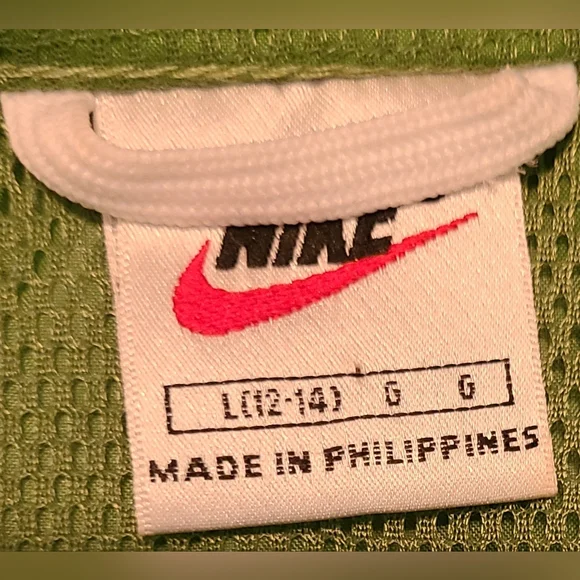 NIKE
L(12-14) G G
MADE IN PHILIPPINES